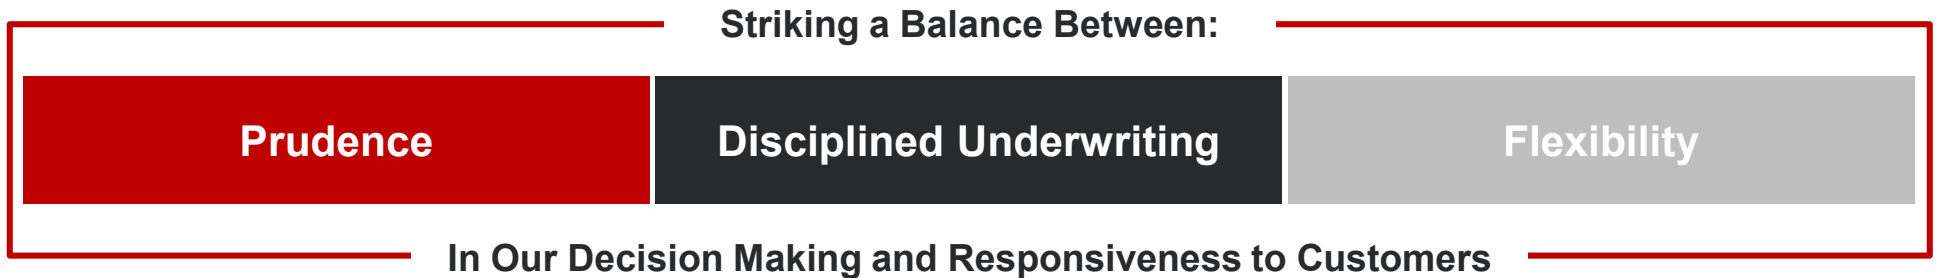 Striking a Balance Between:
Prudence
Disciplined Underwriting
Flexibility
In Our Decision Making and Responsiveness to Customers